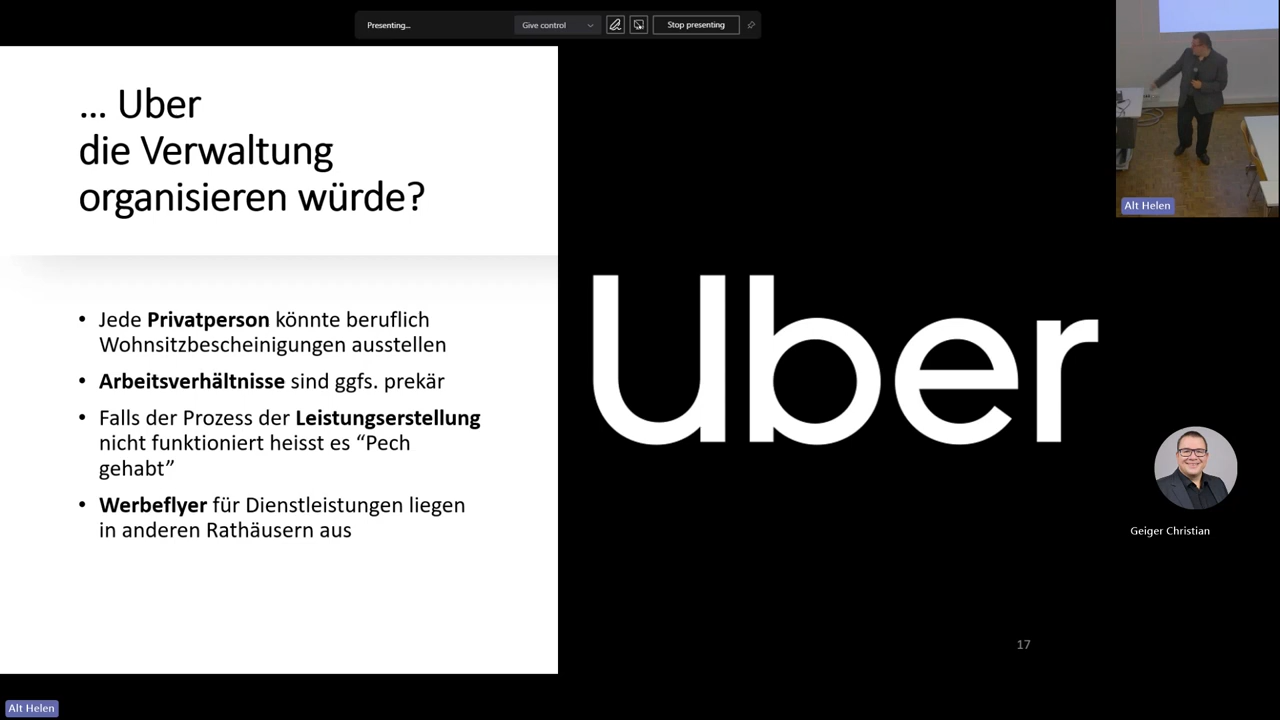 Presenting...
Give control
Stop presenting
... Uber
die Verwaltung
organisieren würde?
• Jede Privatperson könnte beruflich
Wohnsitzbescheinigungen ausstellen
• Arbeitsverhältnisse sind ggfs. prekär
• Falls der Prozess der Leistungserstellung
nicht funktioniert heisst es “Pech
gehabt”
• Werbeflyer für Dienstleistungen liegen
in anderen Rathäusern aus
Uber
17
Alt Helen
Geiger Christian
Alt Helen